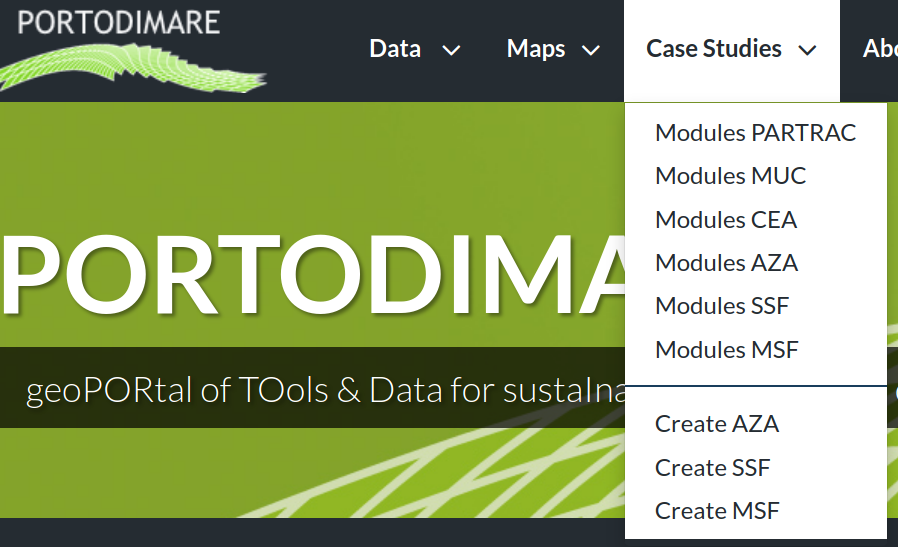 PORTODIMARE
Data Maps Case Studies
Modules PARTRAC
Modules MUC
Modules CEA
Modules AZA
Modules SSF
Modules MSF
Create AZA
Create SSF
Create MSF
PORTODIMA
geoPORtal of TOols & Data for sustaIna